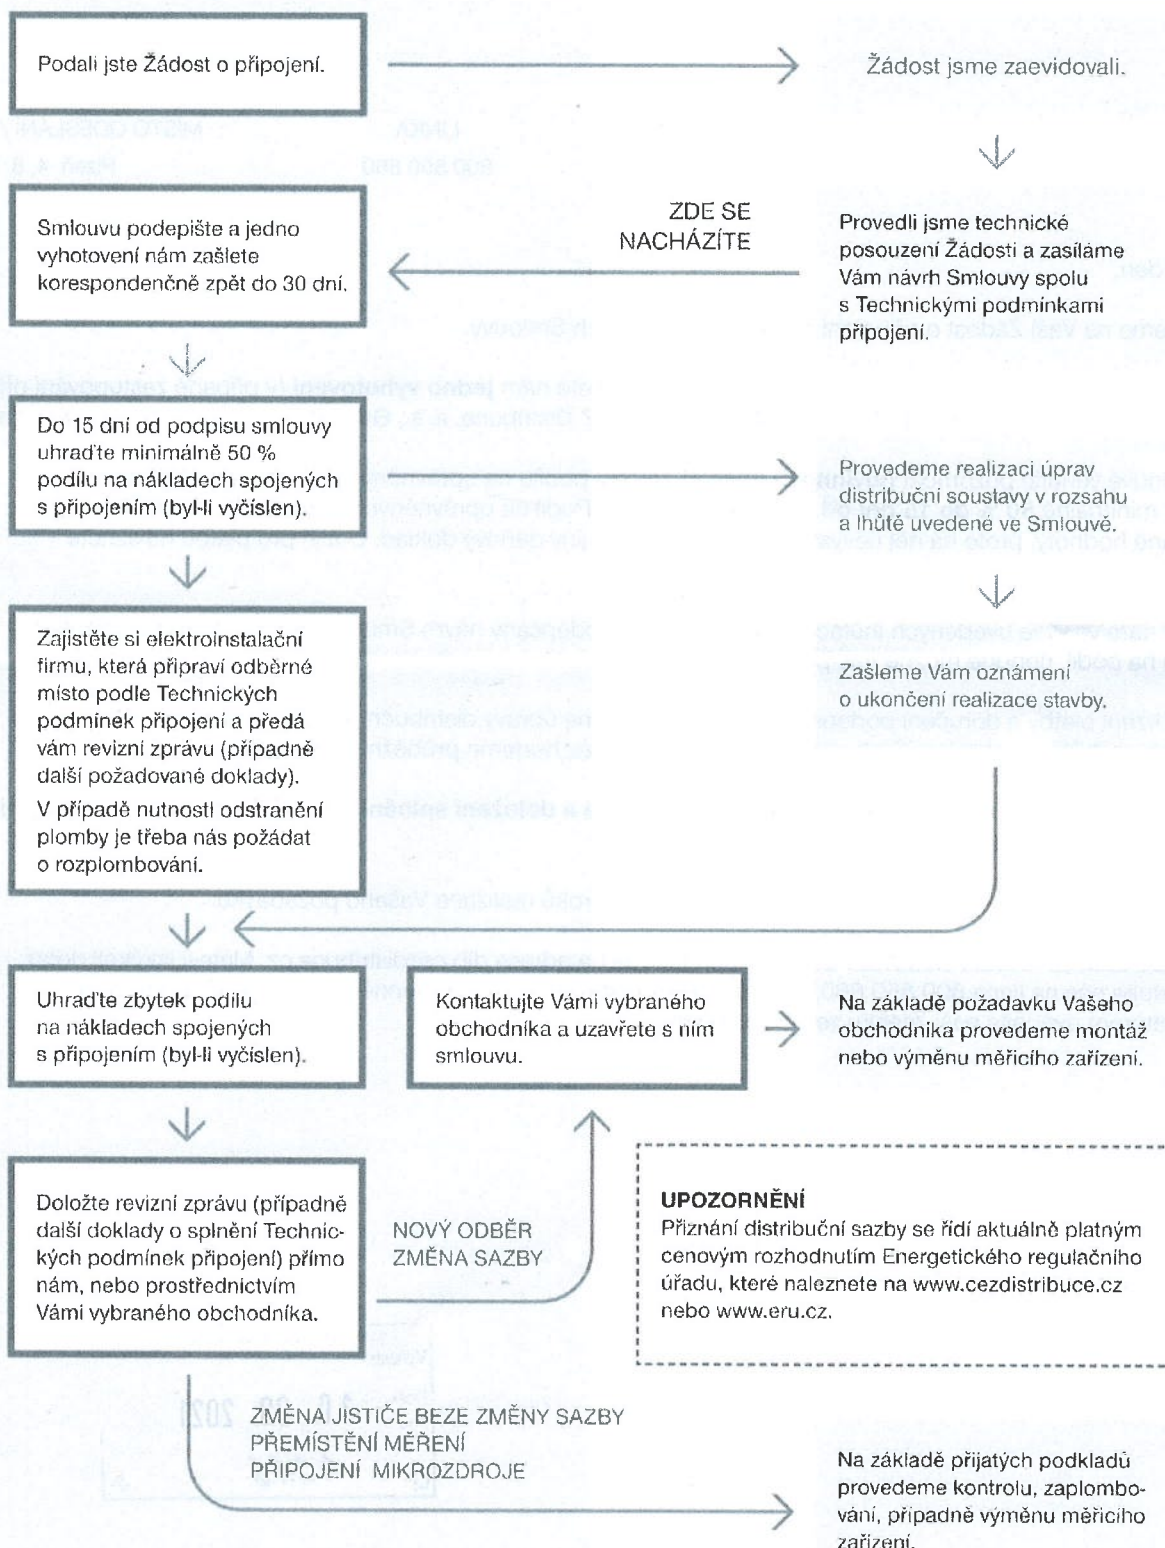 Podali jste Žádost o připojení.
Žádost jsme zaevidovali.
ZDE SE
NACHÁZÍTE
Provedli jsme technické
posouzení Žádosti a zasíláme
Vám návrh Smlouvy spolu
s Technickými podmínkami
připojení.
Smlouvu podepište a jedno
vyhotovení nám zašlete
korespondenčně zpět do 30 dní.
Do 15 dní od podpisu smlouvy
uhraďte minimálně 50 %
podílu na nákladech spojených
s připojením (byl-li vyčíslen).
Provedeme realizaci úprav
distribuční soustavy v rozsahu
a lhůtě uvedené ve Smlouvě.
Zajistěte si elektroinstalační
firmu, která připraví odběrné
místo podle Technických
podmínek připojení a předá
vám revizní zprávu (případně
další požadované doklady).
V případě nutnosti odstranění
plomby je třeba nás požádat
o rozplombování.
Zašleme Vám oznámení
o ukončení realizace stavby.
Uhraďte zbytek podílu
na nákladech spojených
s připojením (byl-li vyčíslen).
Kontaktujte Vámi vybraného
obchodníka a uzavřete s ním
smlouvu.
Na základě požadavku Vašeho
obchodníka provedeme montáž
nebo výměnu měřicího zařízení.
Doložte revizní zprávu (případně
další doklady o splnění Technic-
kých podmínek připojení) přímo
nám, nebo prostřednictvím
Vámi vybraného obchodníka.
NOVÝ ODBĚR
ZMĚNA SAZBY
UPOZORNĚNÍ
Přiznání distribuční sazby se řídí aktuálně platným
cenovým rozhodnutím Energetického regulačního
úřadu, které naleznete na www.cezdistribuce.cz
nebo www.eru.cz.
ZMĚNA JISTIČE BEZE ZMĚNY SAZBY
PŘEMÍSTĚNÍ MĚŘENÍ
PŘIPOJENÍ MIKROZDROJE
Na základě přijatých podkladů
provedeme kontrolu, zaplombo-
vání, případně výměnu měřicího
zařízení.